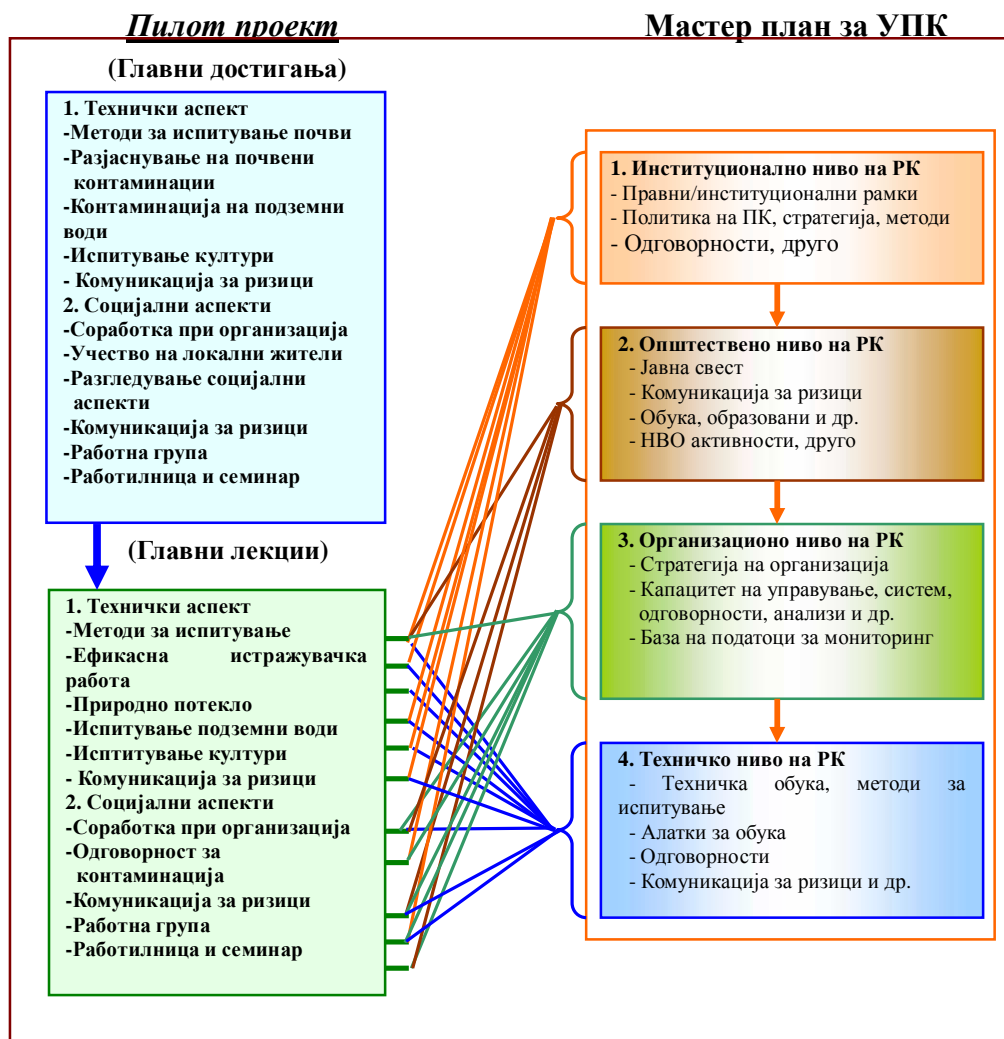 Пилот проект
(Главни достигања)
1. Технички аспект
-Методи за испитување почви
-Разјаснување на почвени
контаминации
-Контаминација на подземни
води
-Испитување култури
- Комуникација за ризици
2. Социјални аспекти
-Соработка при организација
-Учество на локални жители
-Разгледување социјални
аспекти
-Комуникација за ризици
-Работна група
-Работилница и семинар
(Главни лекции)
1. Технички аспект
-Методи за испитување
-Ефикасна истражувачка
работа
-Природно потекло
-Испитување подземни води
-Исптитување култури
- Комуникација за ризици
2. Социјални аспекти
-Соработка при организација
-Одговорност за
контаминација
-Комуникација за ризици
-Работна група
-Работилница и семинар
Мастер план за УПК
1. Институционално ниво на РК
- Правни/институционални рамки
- Политика на ПК, стратегија, методи
- Одговорности, друго
2. Општествено ниво на РК
- Јавна свест
- Комуникација за ризици
- Обука, образовани и др.
- НВО активности, друго
3. Организационо ниво на РК
- Стратегија на организација
- Капацитет на управување, систем,
одговорности, анализи и др.
- База на податоци за мониторинг
4. Техничко ниво на РК
- Техничка обука, методи за
испитување
- Алатки за обука
- Одговорности
- Комуникација за ризици и др.